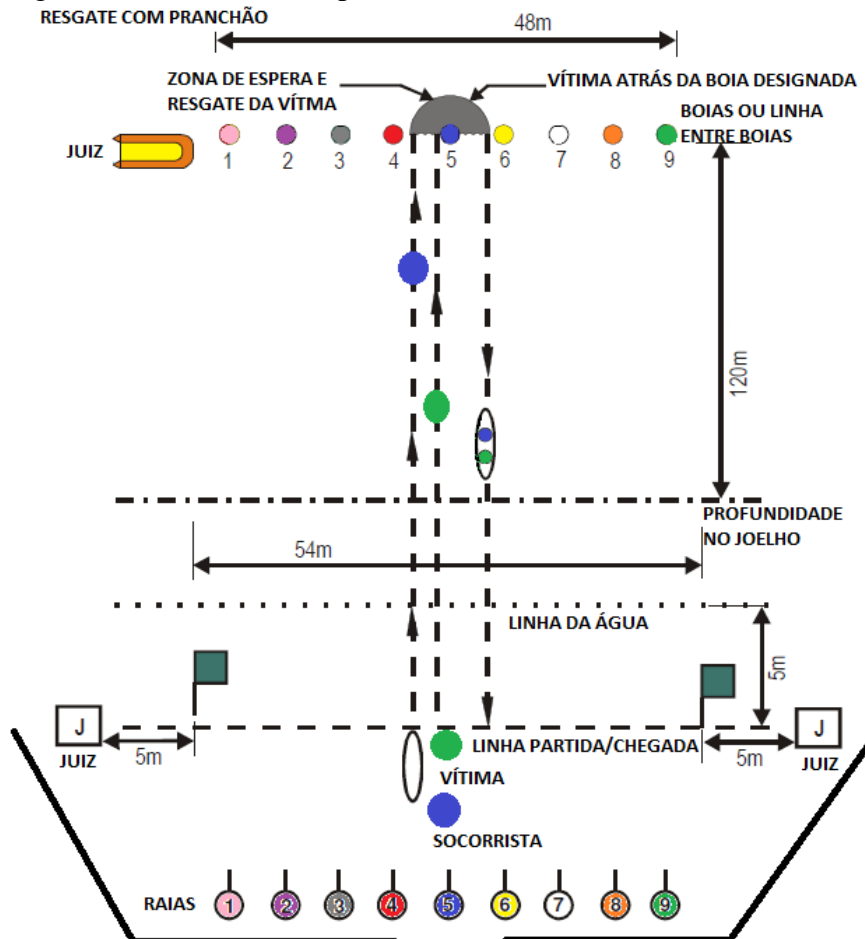 RESGATE COM PRANCHÃO
48m
ZONA DE ESPERA E
RESGATE DA VÍTMA
VÍTIMA ATRÁS DA BOIA DESIGNADA
BOIAS OU LINHA
ENTRE BOIAS
JUIZ
1 2 3 4 5 6 7 8 9
120m
PROFUNDIDADE
NO JOELHO
54m
LINHA DA ÁGUA
5m
J
JUIZ
5m
LINHA PARTIDA/CHEGADA
5m
J
JUIZ
VÍTIMA
SOCORRISTA
RAIAS 1 2 3 4 5 6 7 8 9